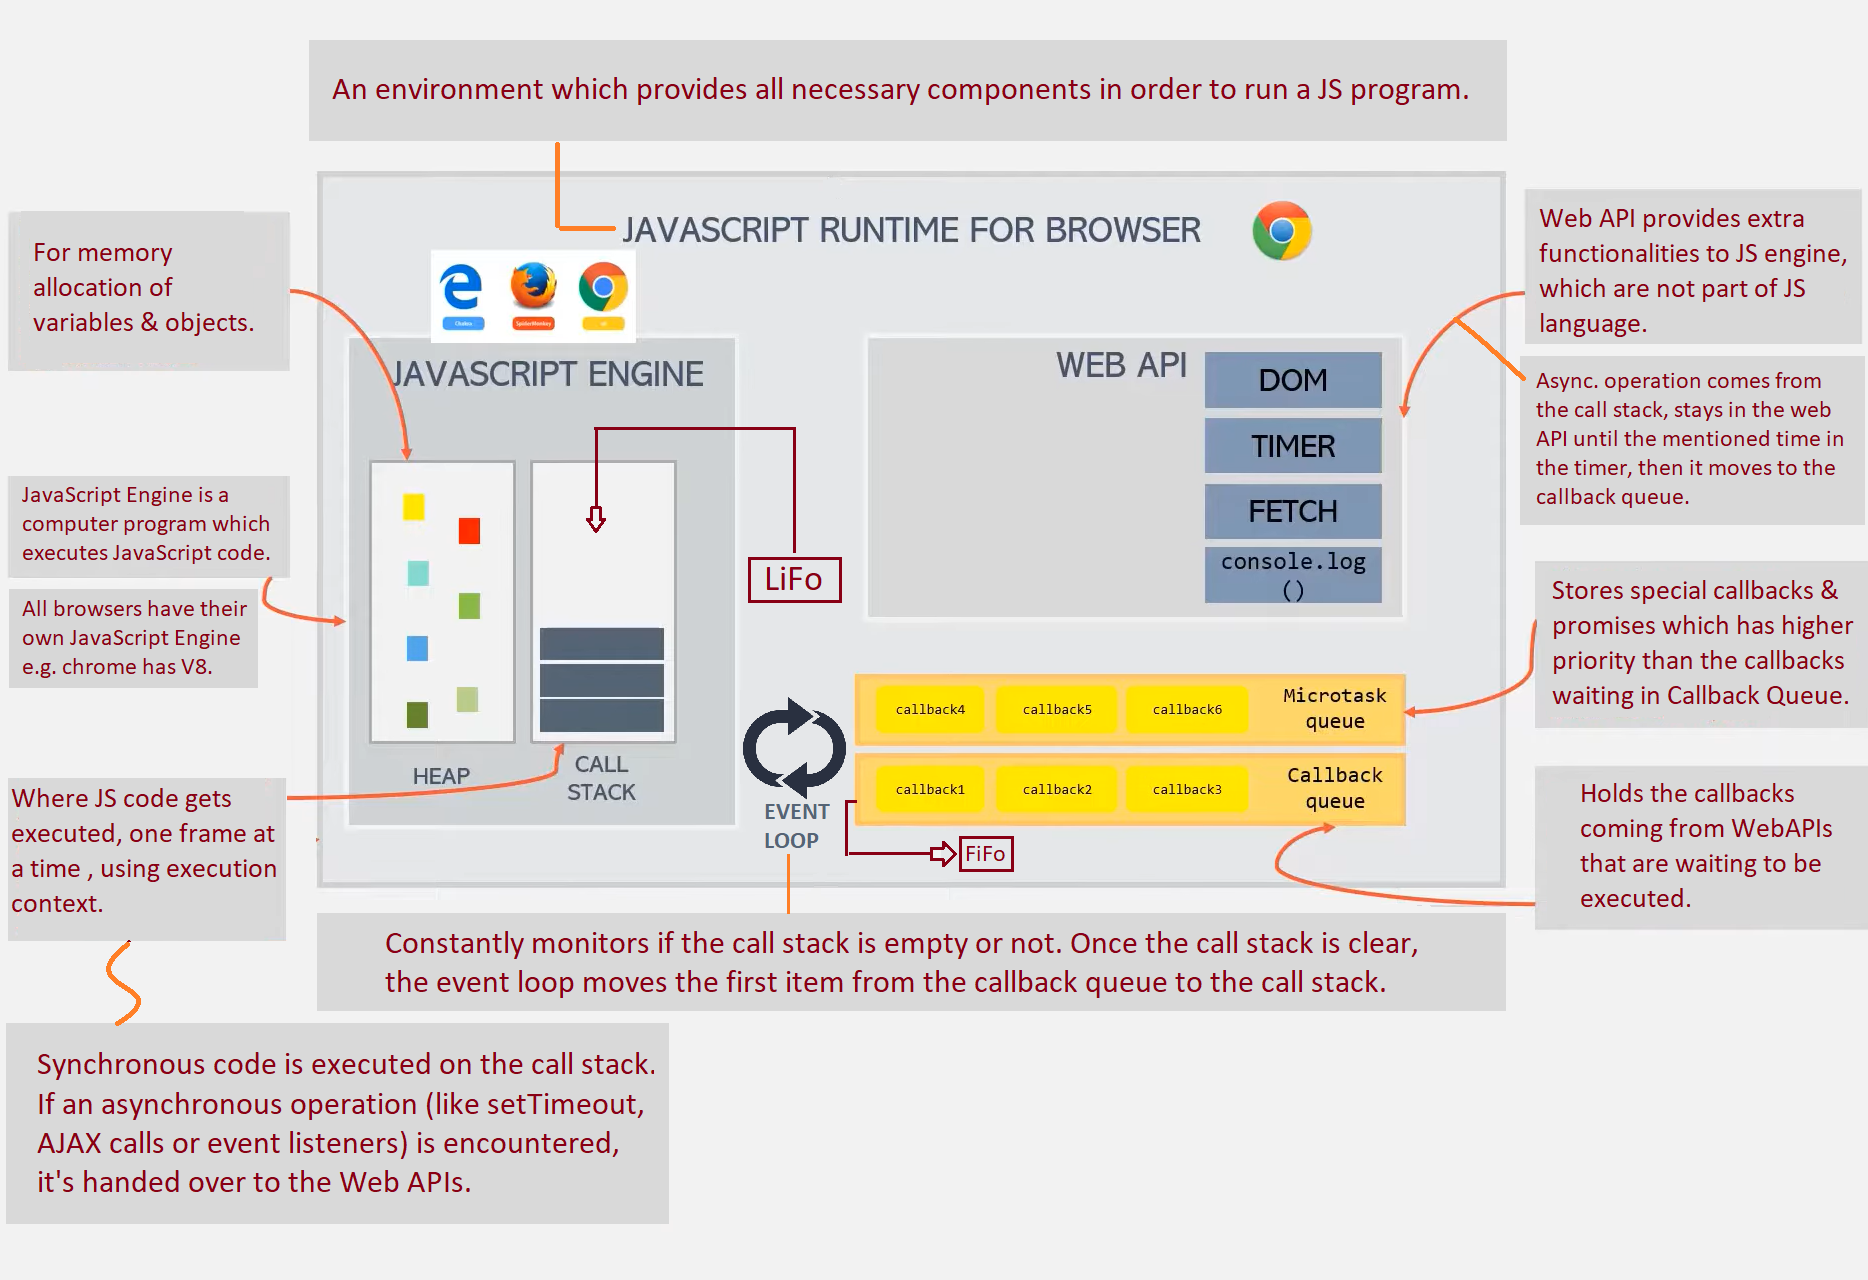 An environment which provides all necessary components in order to run a JS program.
JAVASCRIPT RUNTIME FOR BROWSER
For memory
allocation of
variables & objects.
Web API provides extra
functionalities to JS engine,
which are not part of JS
language.
Chakra
SpiderMonkey
V8
JAVASCRIPT ENGINE
WEB API
DOM
TIMER
FETCH
console.log
()
Async. operation comes from
the call stack, stays in the web
API until the mentioned time in
the timer, then it moves to the
callback queue.
JavaScript Engine is a
computer program which
executes JavaScript code.
All browsers have their
own JavaScript Engine
e.g. chrome has V8.
LiFo
Stores special callbacks &
promises which has higher
priority than the callbacks
waiting in Callback Queue.
callback4
callback5
callback6
Microtask
queue
callback1
callback2
callback3
Callback
queue
HEAP
CALL
STACK
EVENT
LOOP
FiFo
Where JS code gets
executed, one frame at
a time , using execution
context.
Holds the callbacks
coming from WebAPIs
that are waiting to be
executed.
Constantly monitors if the call stack is empty or not. Once the call stack is clear,
the event loop moves the first item from the callback queue to the call stack.
Synchronous code is executed on the call stack.
If an asynchronous operation (like setTimeout,
AJAX calls or event listeners) is encountered,
it's handed over to the Web APIs.